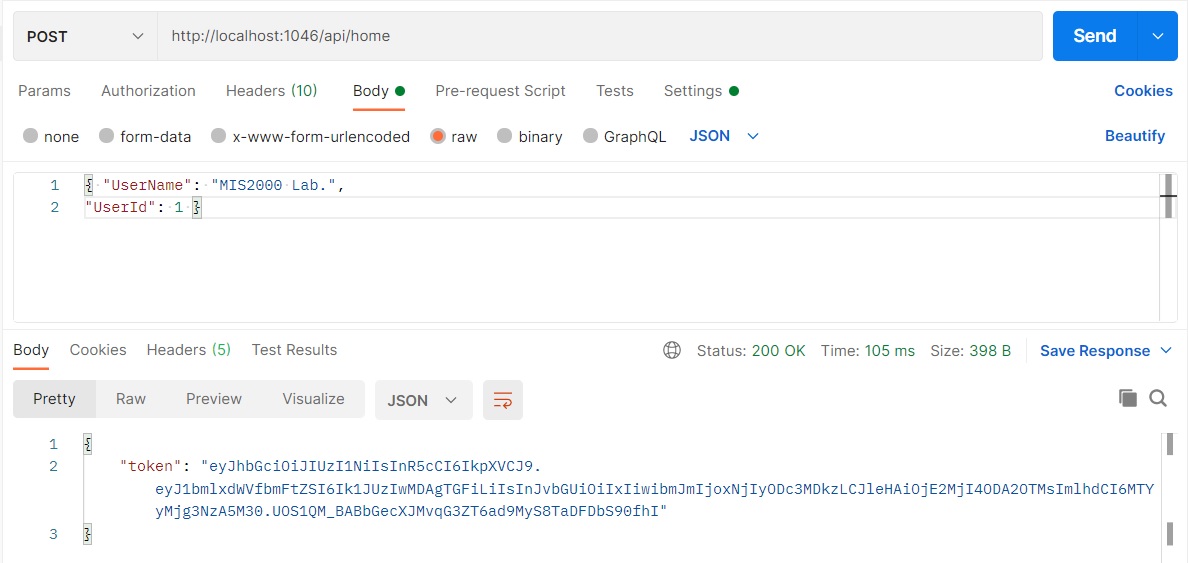 POST http://localhost:1046/api/home Send
Params Authorization Headers (10) Body Pre-request Script Tests Settings Cookies
none form-data x-www-form-urlencoded raw binary GraphQL JSON Beautify
1 { "UserName": "MIS2000 Lab.",
2 "UserId": 1 }
Body Cookies Headers (5) Test Results Status: 200 OK Time: 105 ms Size: 398 B Save Response
Pretty Raw Preview Visualize JSON
1 {
2 "token": "eyJhbGciOiJIUzI1NiIsInR5cCI6IkpXVCJ9.
eyJ1bmlxdWVfbmFtZSI6Ik1JUzIwMDAgTGFiLiIsInJvbGUiOiIxIiwibmJmIjoxNjIyODc3MDkzLCJleHAiOjE2MjI4ODA2OTMsImlhdCI6MTY
yMjg3NzA5M30.UOS1QM_BABbGecXJMvqG3ZT6ad9MyS8TaDFDbS90fhI"
3 }